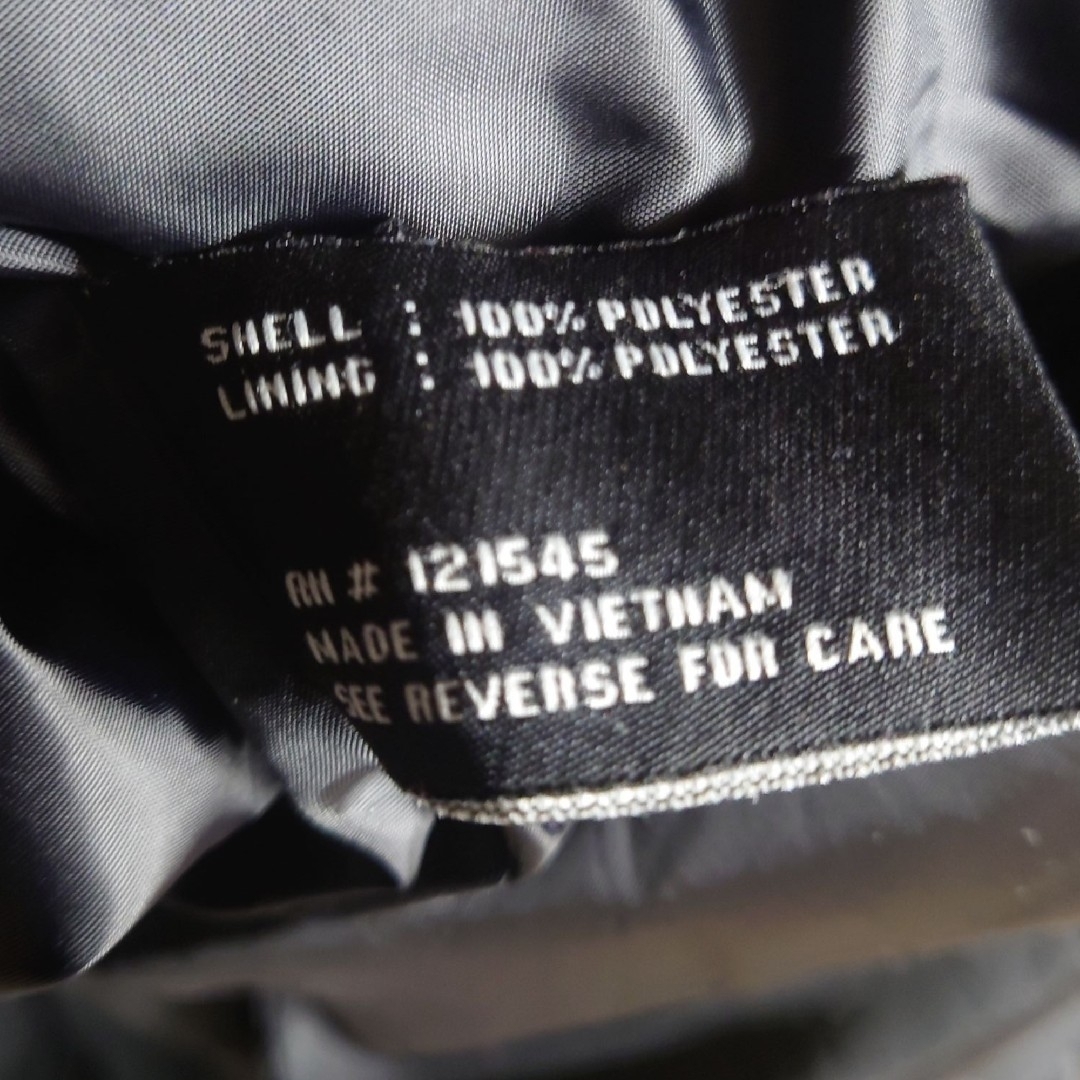 SHELL : 100% POLYESTER
LINING : 100% POLYESTER
RN # 121545
MADE IN VIETNAM
SEE REVERSE FOR CARE